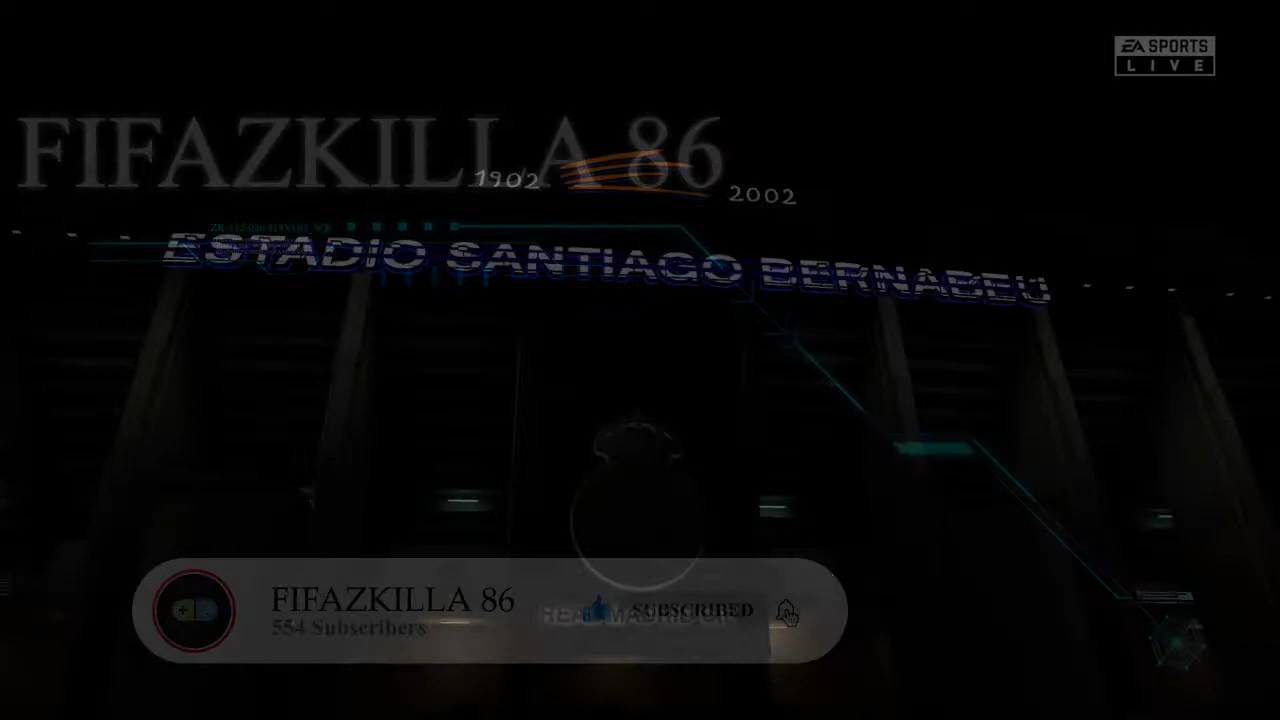 EA SPORTS
LIVE
FIFAZKILLA 86
1902
2002
ESTADIO SANTIAGO BERNABEU
FIFAZKILLA 86
554 Subscribers
SUBSCRIBED